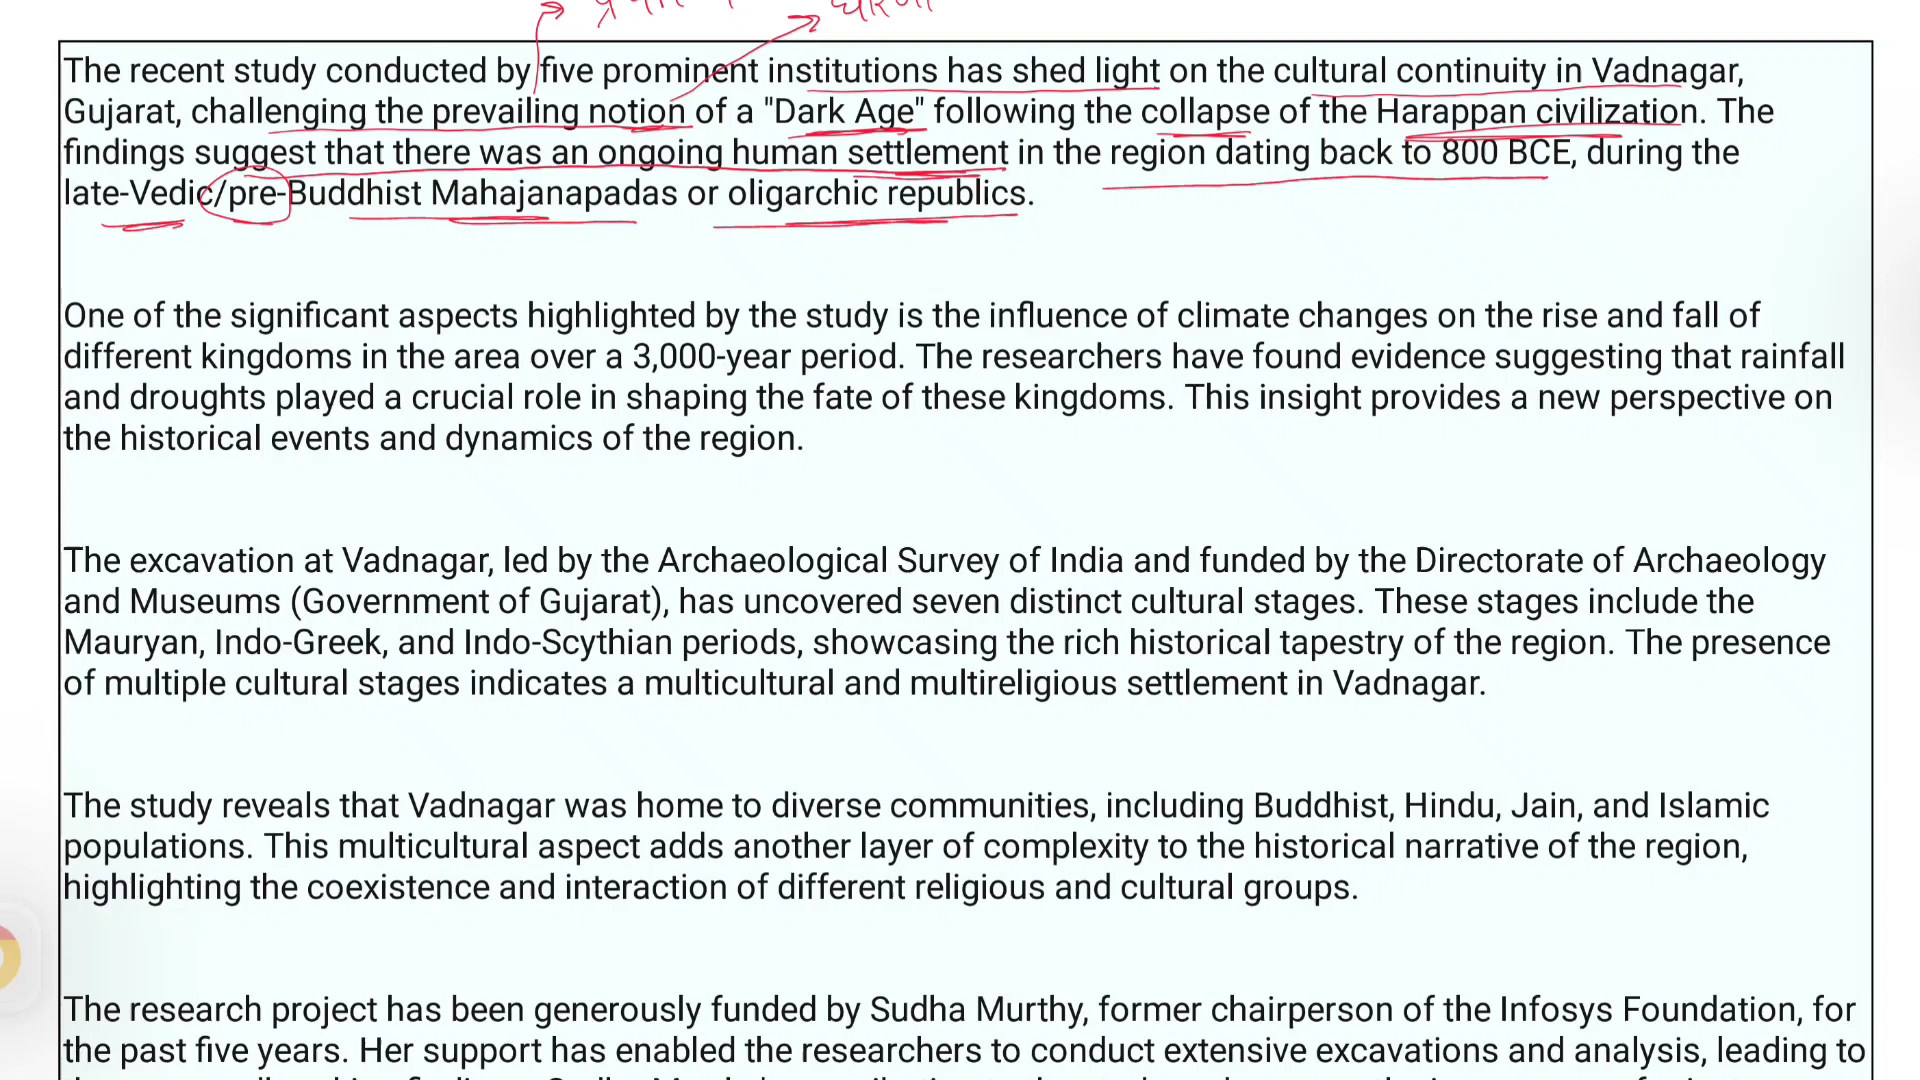 धारणा
The recent study conducted by five prominent institutions has shed light on the cultural continuity in Vadnagar,
Gujarat, challenging the prevailing notion of a "Dark Age" following the collapse of the Harappan civilization. The
findings suggest that there was an ongoing human settlement in the region dating back to 800 BCE, during the
late-Vedic/pre-Buddhist Mahajanapadas or oligarchic republics.
One of the significant aspects highlighted by the study is the influence of climate changes on the rise and fall of
different kingdoms in the area over a 3,000-year period. The researchers have found evidence suggesting that rainfall
and droughts played a crucial role in shaping the fate of these kingdoms. This insight provides a new perspective on
the historical events and dynamics of the region.
The excavation at Vadnagar, led by the Archaeological Survey of India and funded by the Directorate of Archaeology
and Museums (Government of Gujarat), has uncovered seven distinct cultural stages. These stages include the
Mauryan, Indo-Greek, and Indo-Scythian periods, showcasing the rich historical tapestry of the region. The presence
of multiple cultural stages indicates a multicultural and multireligious settlement in Vadnagar.
The study reveals that Vadnagar was home to diverse communities, including Buddhist, Hindu, Jain, and Islamic
populations. This multicultural aspect adds another layer of complexity to the historical narrative of the region,
highlighting the coexistence and interaction of different religious and cultural groups.
The research project has been generously funded by Sudha Murthy, former chairperson of the Infosys Foundation, for
the past five years. Her support has enabled the researchers to conduct extensive excavations and analysis, leading to